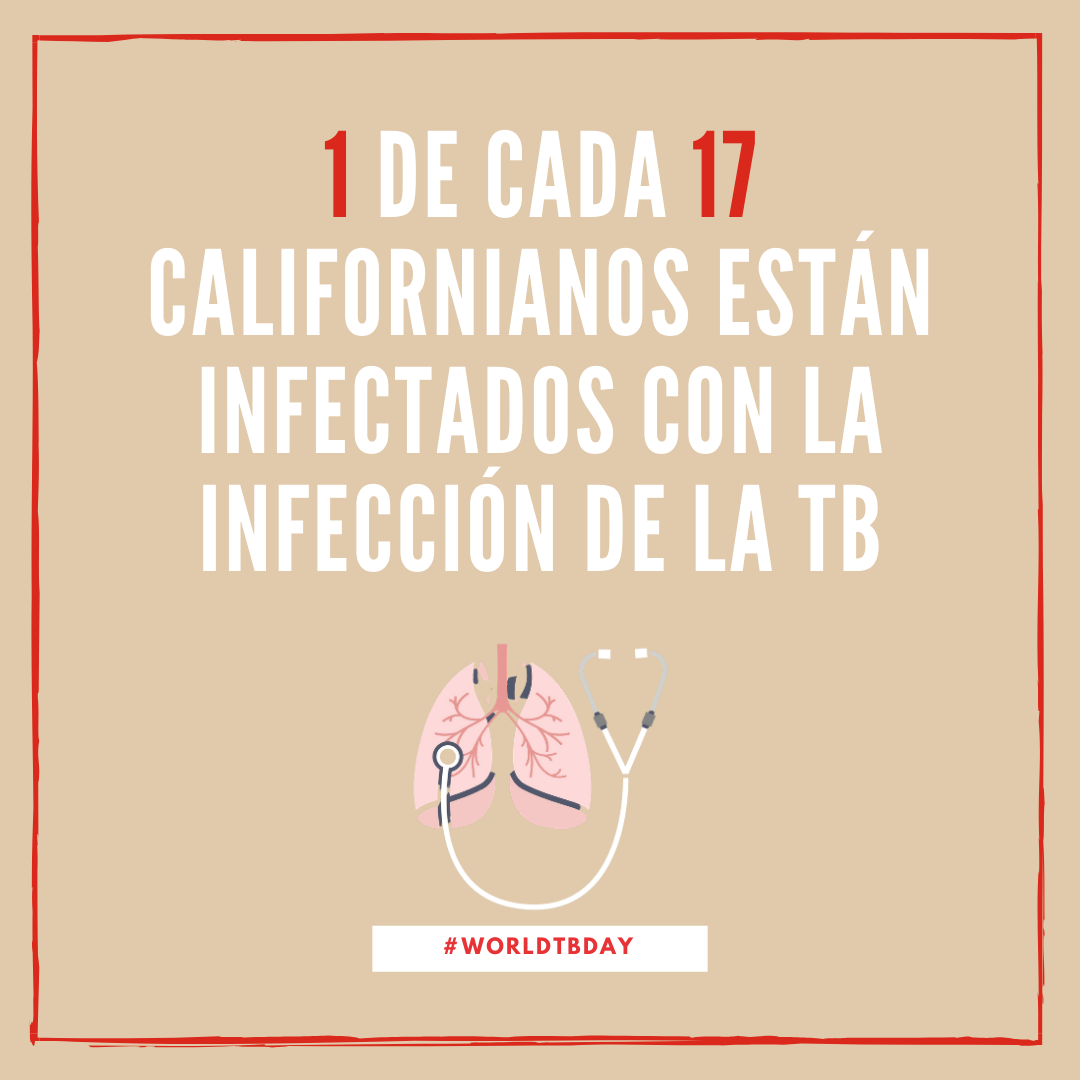 1 DE CADA 17
CALIFORNIANOS ESTÁN
INFECTADOS CON LA
INFECCIÓN DE LA TB
#WORLDTBDAY